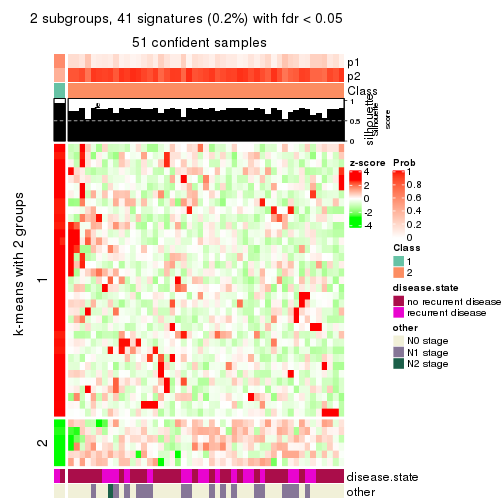 2 subgroups, 41 signatures (0.2%) with fdr < 0.05
51 confident samples
p1
p2
Class
1
0.5
0
silhouette
score
k-means with 2 groups
1
2
z-score
4
2
0
-2
-4
Prob
1
0.8
0.6
0.4
0.2
0
Class
1
2
disease.state
no recurrent disease
recurrent disease
other
N0 stage
N1 stage
N2 stage
disease.state
other